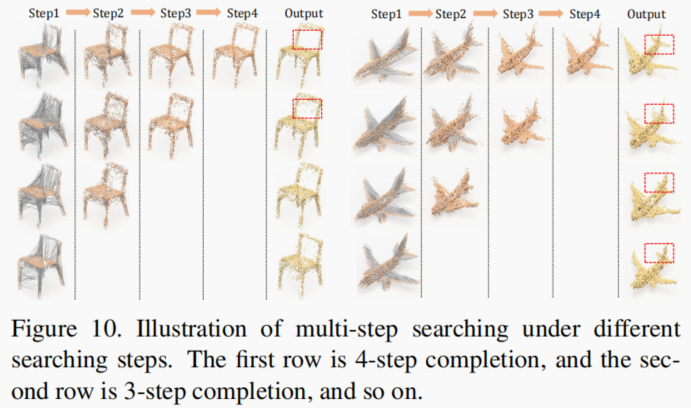 Step1 Step2 Step3 Step4 Output Step1 Step2 Step3 Step4 Output
Figure 10. Illustration of multi-step searching under different
searching steps. The first row is 4-step completion, and the sec-
ond row is 3-step completion, and so on.